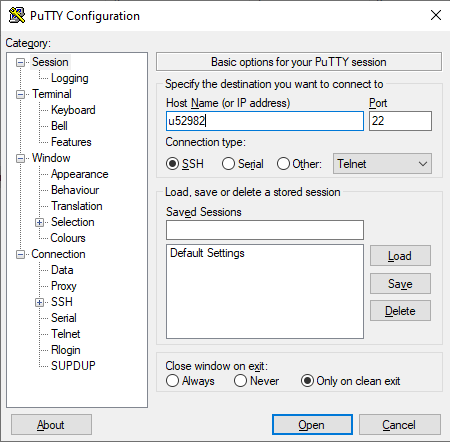 PuTTY Configuration
Category:
Session
Logging
Terminal
Keyboard
Bell
Features
Window
Appearance
Behaviour
Translation
Selection
Colours
Connection
Data
Proxy
SSH
Serial
Telnet
Rlogin
SUPDUP
Basic options for your PuTTY session
Specify the destination you want to connect to
Host Name (or IP address) Port
u52982 22
Connection type:
SSH Serial Other: Telnet
Load, save or delete a stored session
Saved Sessions
Default Settings
Load
Save
Delete
Close window on exit:
Always Never Only on clean exit
About Open Cancel